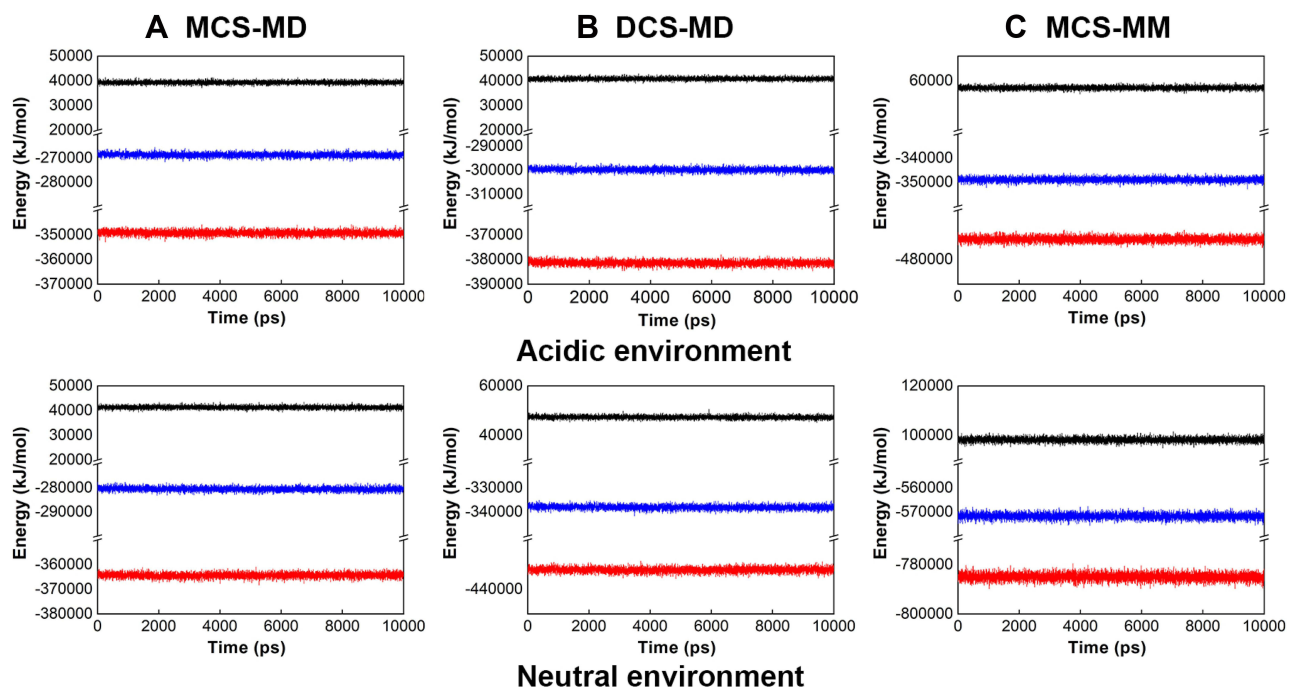 A MCS-MD
B DCS-MD
C MCS-MM
Energy (kJ/mol)
50000
40000
30000
20000
-270000
-280000
-350000
-360000
-370000
0 2000 4000 6000 8000 10000
Time (ps)
Energy (kJ/mol)
50000
40000
30000
20000
-290000
-300000
-310000
-370000
-380000
-390000
0 2000 4000 6000 8000 10000
Time (ps)
Energy (kJ/mol)
60000
-340000
-350000
-480000
0 2000 4000 6000 8000 10000
Time (ps)
Acidic environment
Energy (kJ/mol)
50000
40000
30000
20000
-280000
-290000
-360000
-370000
-380000
0 2000 4000 6000 8000 10000
Time (ps)
Energy (kJ/mol)
60000
40000
-330000
-340000
-440000
0 2000 4000 6000 8000 10000
Time (ps)
Energy (kJ/mol)
120000
100000
-560000
-570000
-780000
-800000
0 2000 4000 6000 8000 10000
Time (ps)
Neutral environment